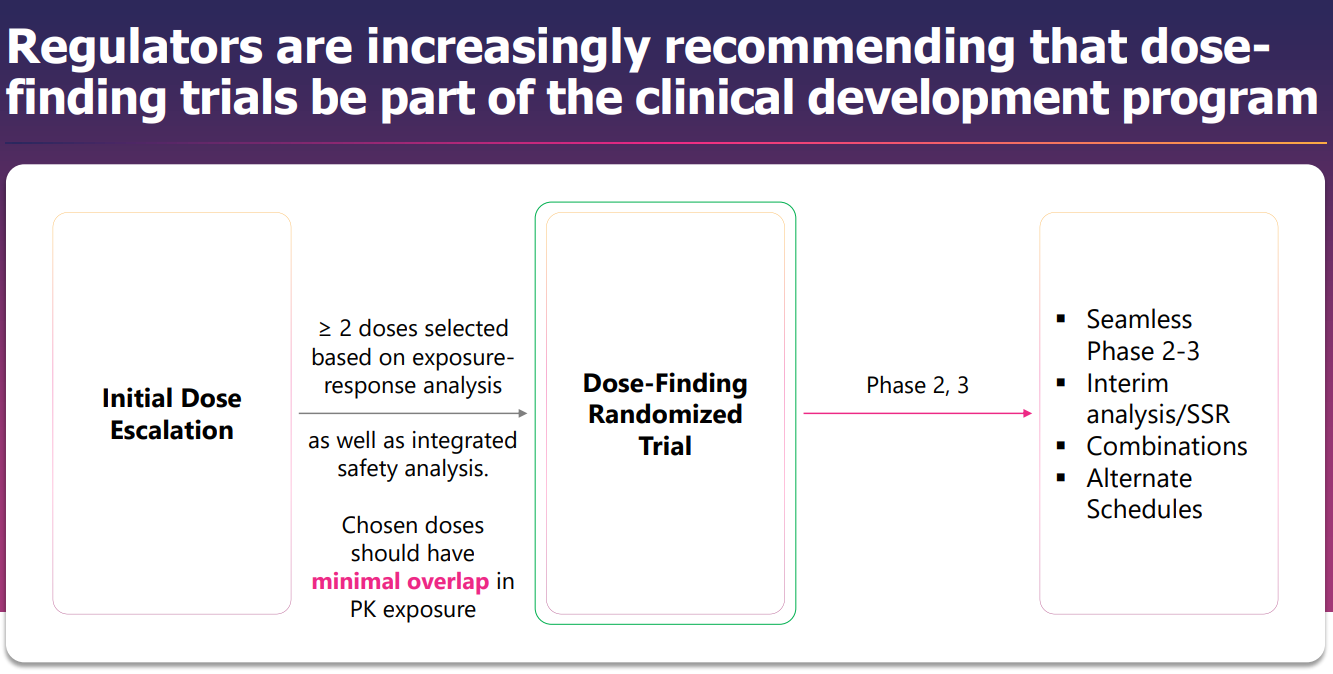 Regulators are increasingly recommending that dose-
finding trials be part of the clinical development program
Initial Dose
Escalation
≥ 2 doses selected
based on exposure-
response analysis
as well as integrated
safety analysis.
Chosen doses
should have
minimal overlap in
PK exposure
Dose-Finding
Randomized
Trial
Phase 2, 3
▪ Seamless
Phase 2-3
▪ Interim
analysis/SSR
▪ Combinations
▪ Alternate
Schedules